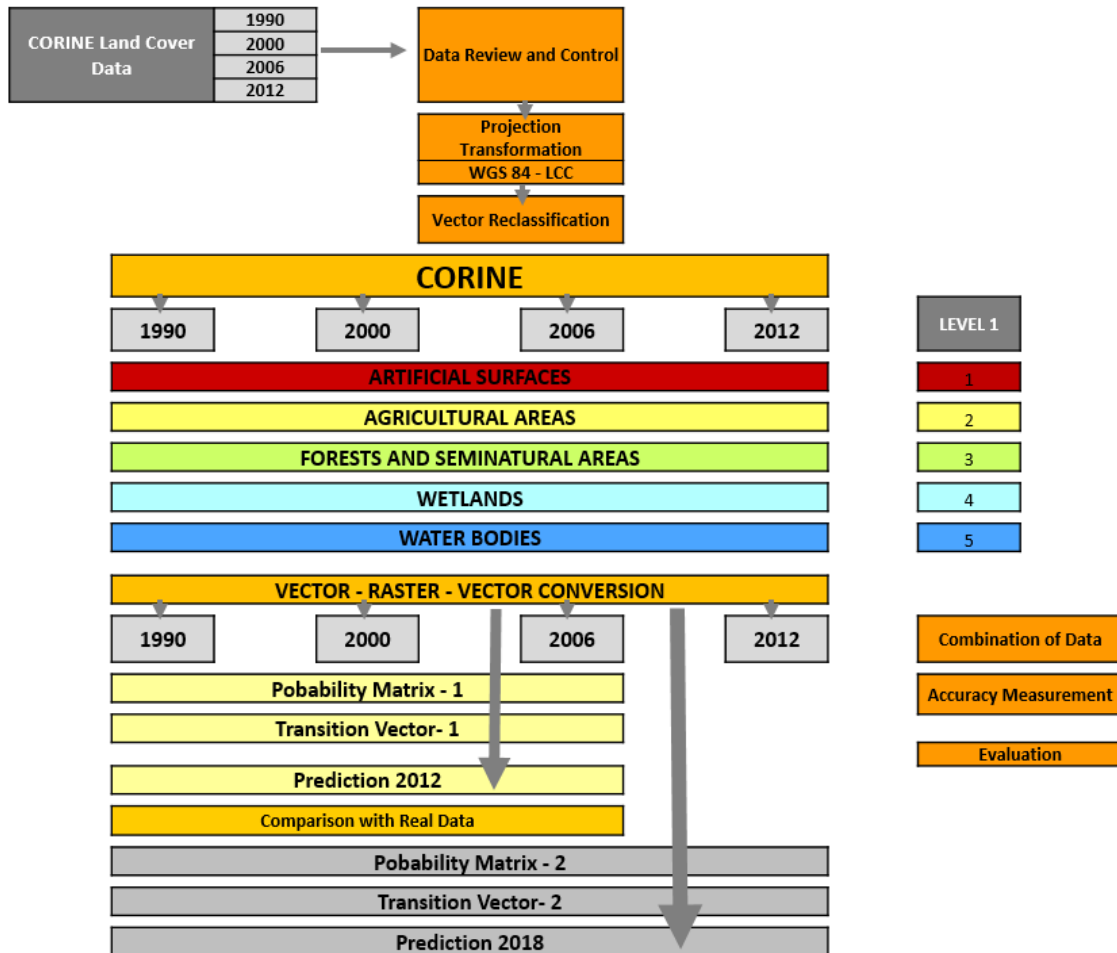 CORINE Land Cover
Data
1990
2000
2006
2012
Data Review and Control
Projection
Transformation
WGS 84 - LCC
Vector Reclassification
CORINE
1990
2000
2006
2012
LEVEL 1
ARTIFICIAL SURFACES
1
AGRICULTURAL AREAS
2
FORESTS AND SEMINATURAL AREAS
3
WETLANDS
4
WATER BODIES
5
VECTOR - RASTER - VECTOR CONVERSION
1990
2000
2006
2012
Combination of Data
Pobability Matrix - 1
Accuracy Measurement
Transition Vector- 1
Evaluation
Prediction 2012
Comparison with Real Data
Pobability Matrix - 2
Transition Vector- 2
Prediction 2018